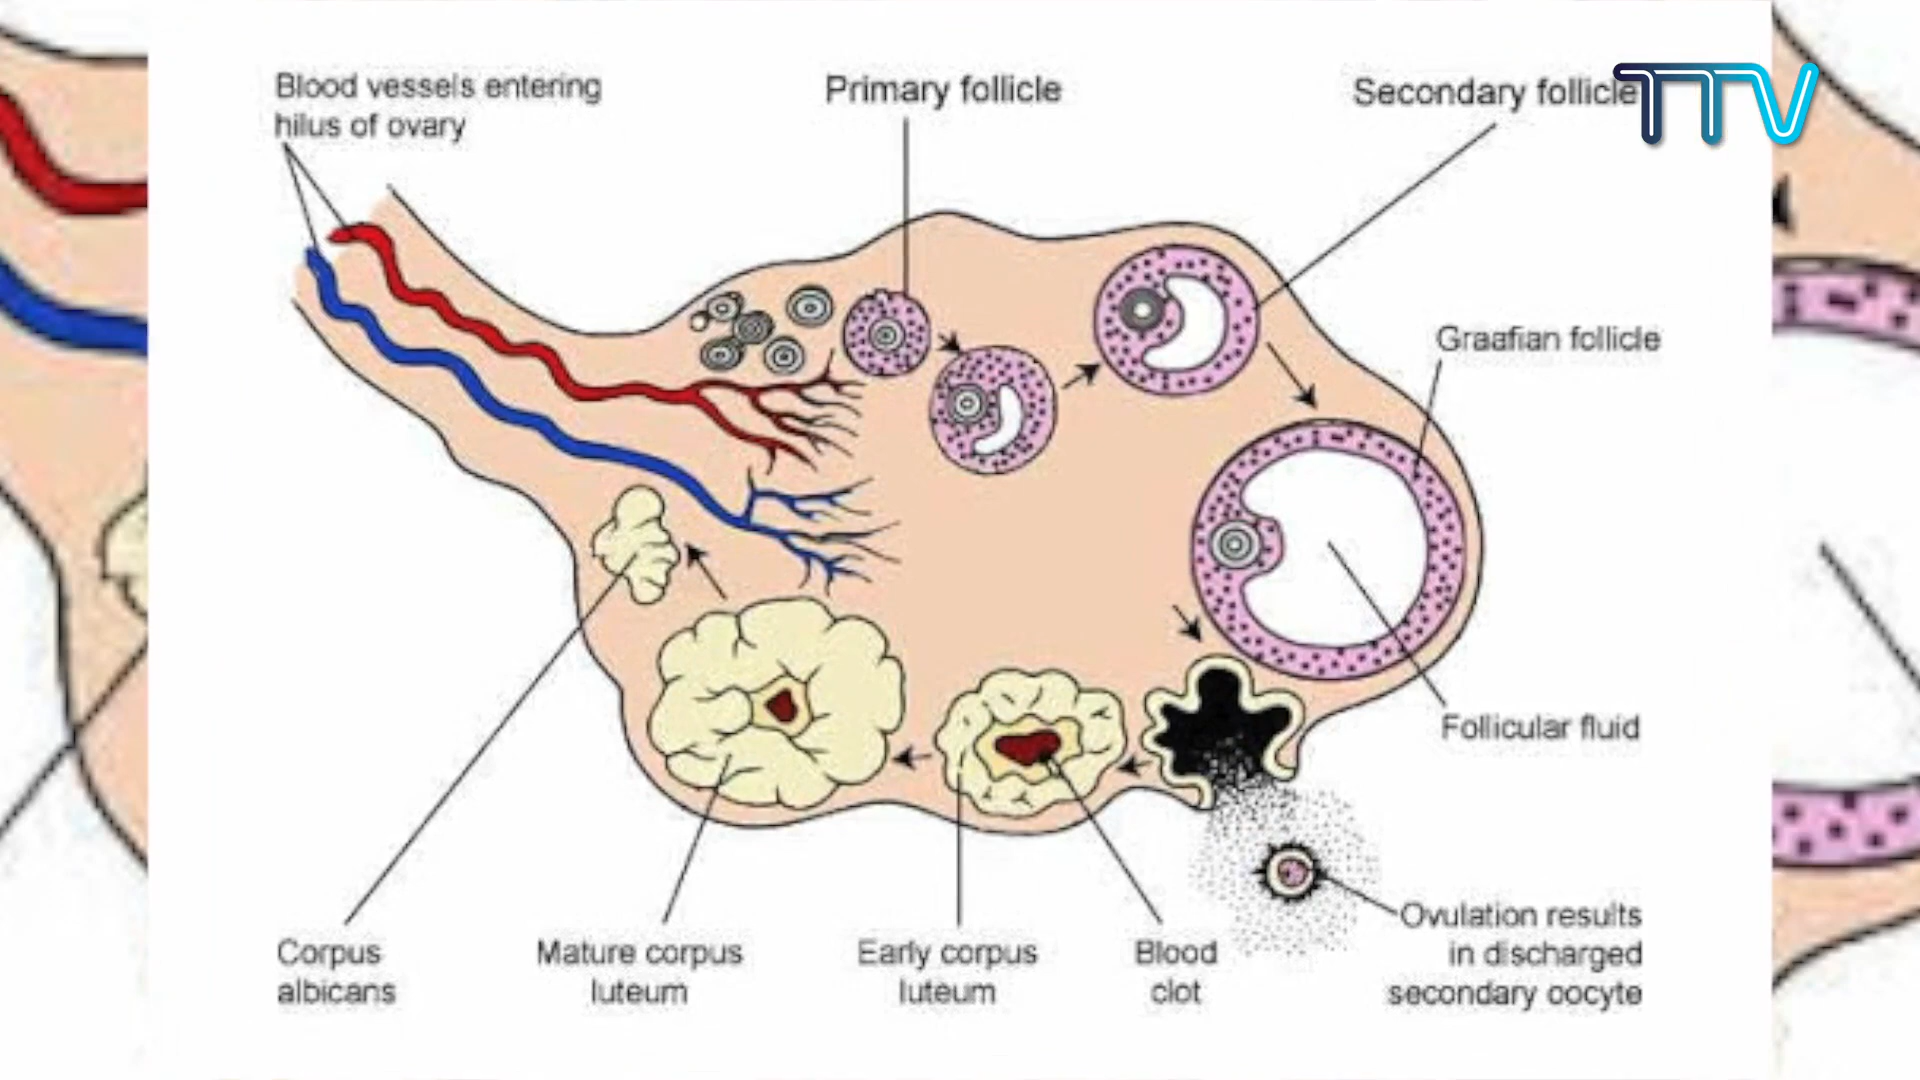 Blood vessels entering
hilus of ovary
Primary follicle
Secondary follicle
TTV
Graafian follicle
Follicular fluid
Ovulation results
in discharged
secondary oocyte
Corpus
albicans
Mature corpus
luteum
Early corpus
luteum
Blood
clot